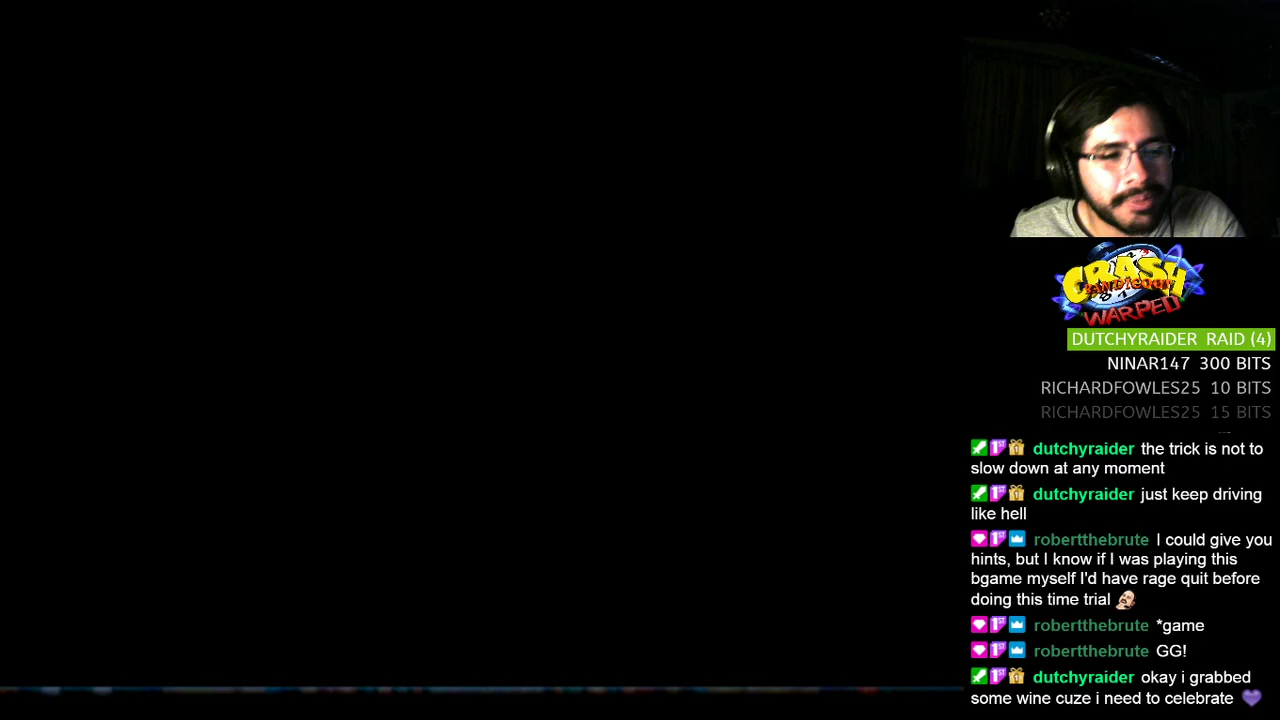 CRASH
BANDICOOT
WARPED
DUTCHYRAIDER RAID (4)
NINAR147 300 BITS
RICHARDFOWLES25 10 BITS
RICHARDFOWLES25 15 BITS
dutchyraider the trick is not to
slow down at any moment
dutchyraider just keep driving
like hell
robertthebrute I could give you
hints, but I know if I was playing this
bgame myself I'd have rage quit before
doing this time trial
robertthebrute *game
robertthebrute GG!
dutchyraider okay i grabbed
some wine cuze i need to celebrate